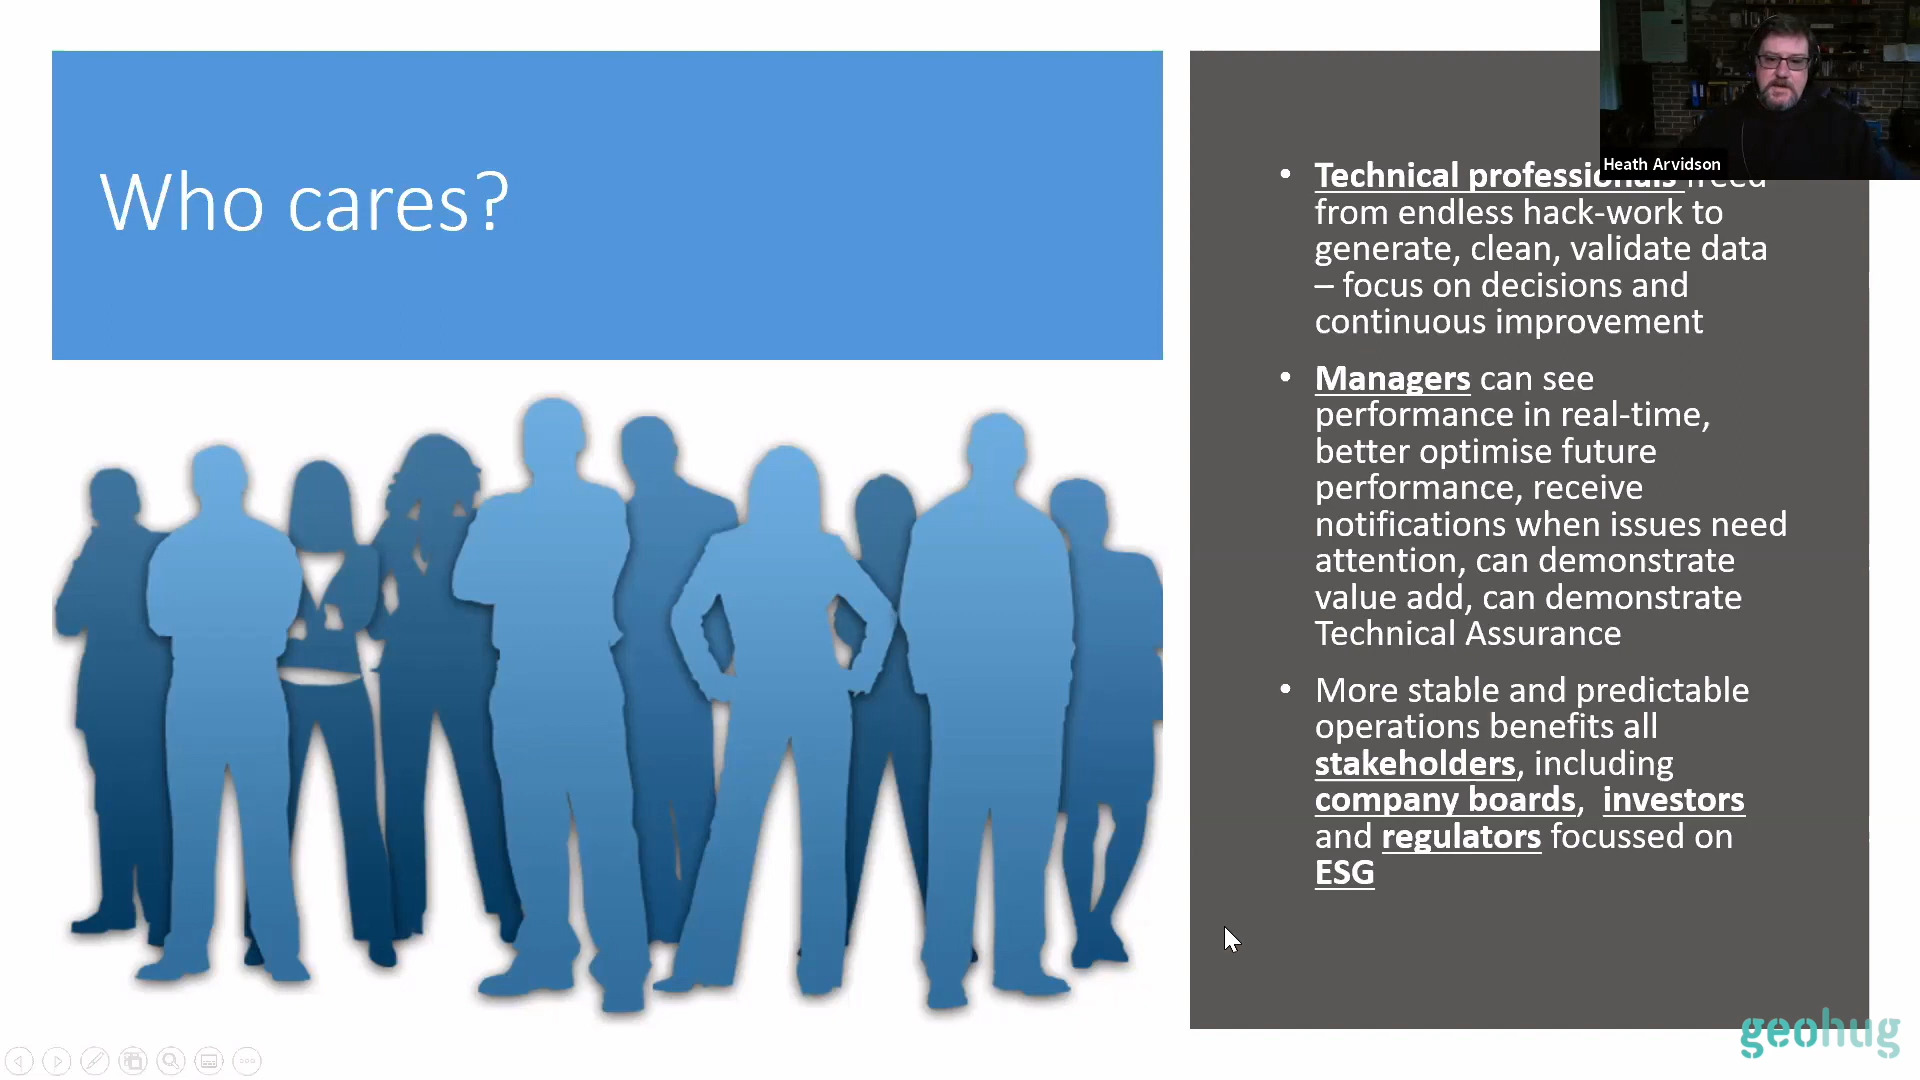 Who cares?
Heath Arvidson
• Technical professionals freed
from endless hack-work to
generate, clean, validate data
– focus on decisions and
continuous improvement
• Managers can see
performance in real-time,
better optimise future
performance, receive
notifications when issues need
attention, can demonstrate
value add, can demonstrate
Technical Assurance
• More stable and predictable
operations benefits all
stakeholders, including
company boards,  investors
and regulators focussed on
ESG
geohug